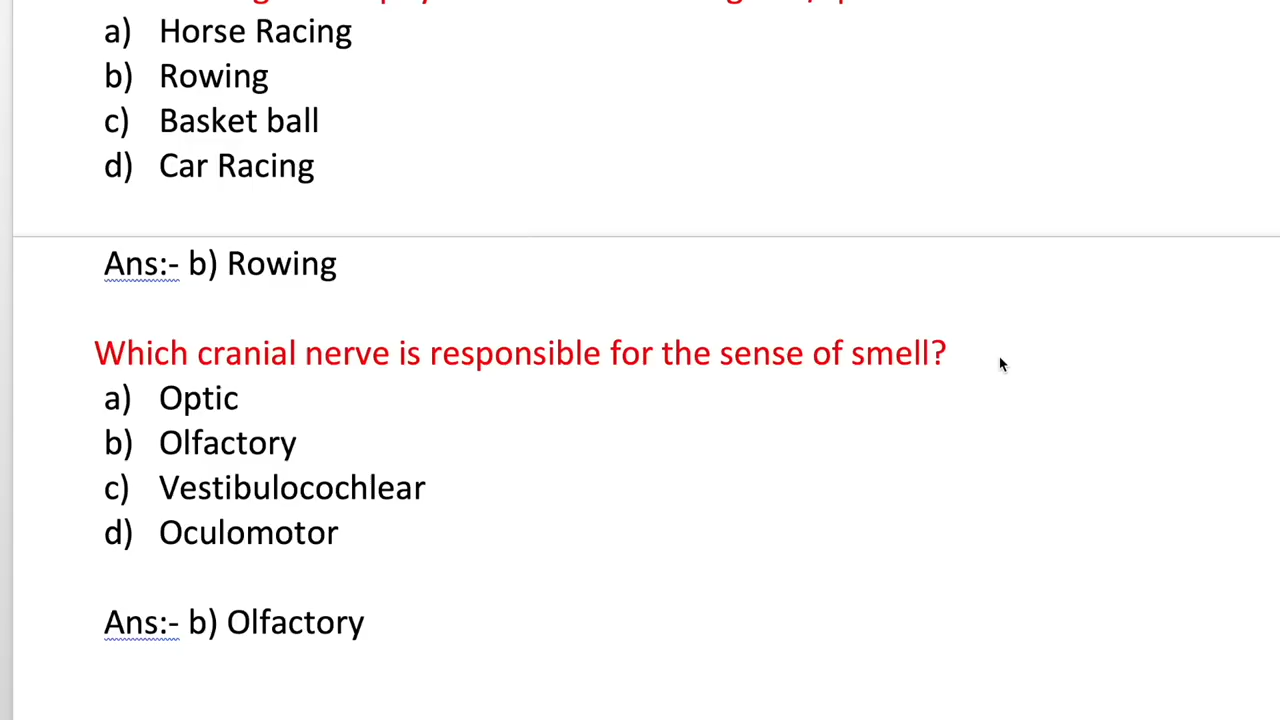 a) Horse Racing
b) Rowing
c) Basket ball
d) Car Racing
Ans:- b) Rowing
Which cranial nerve is responsible for the sense of smell?
a) Optic
b) Olfactory
c) Vestibulocochlear
d) Oculomotor
Ans:- b) Olfactory